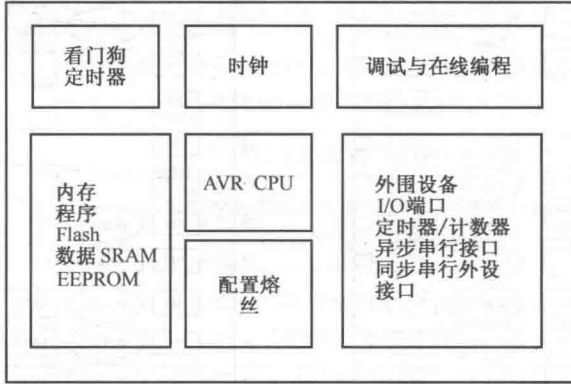 看门狗
定时器
时钟
调试与在线编程
内存
程序
Flash
数据 SRAM
EEPROM
AVR CPU
配置熔
丝
外围设备
I/O端口
定时器/计数器
异步串行接口
同步串行外设
接口